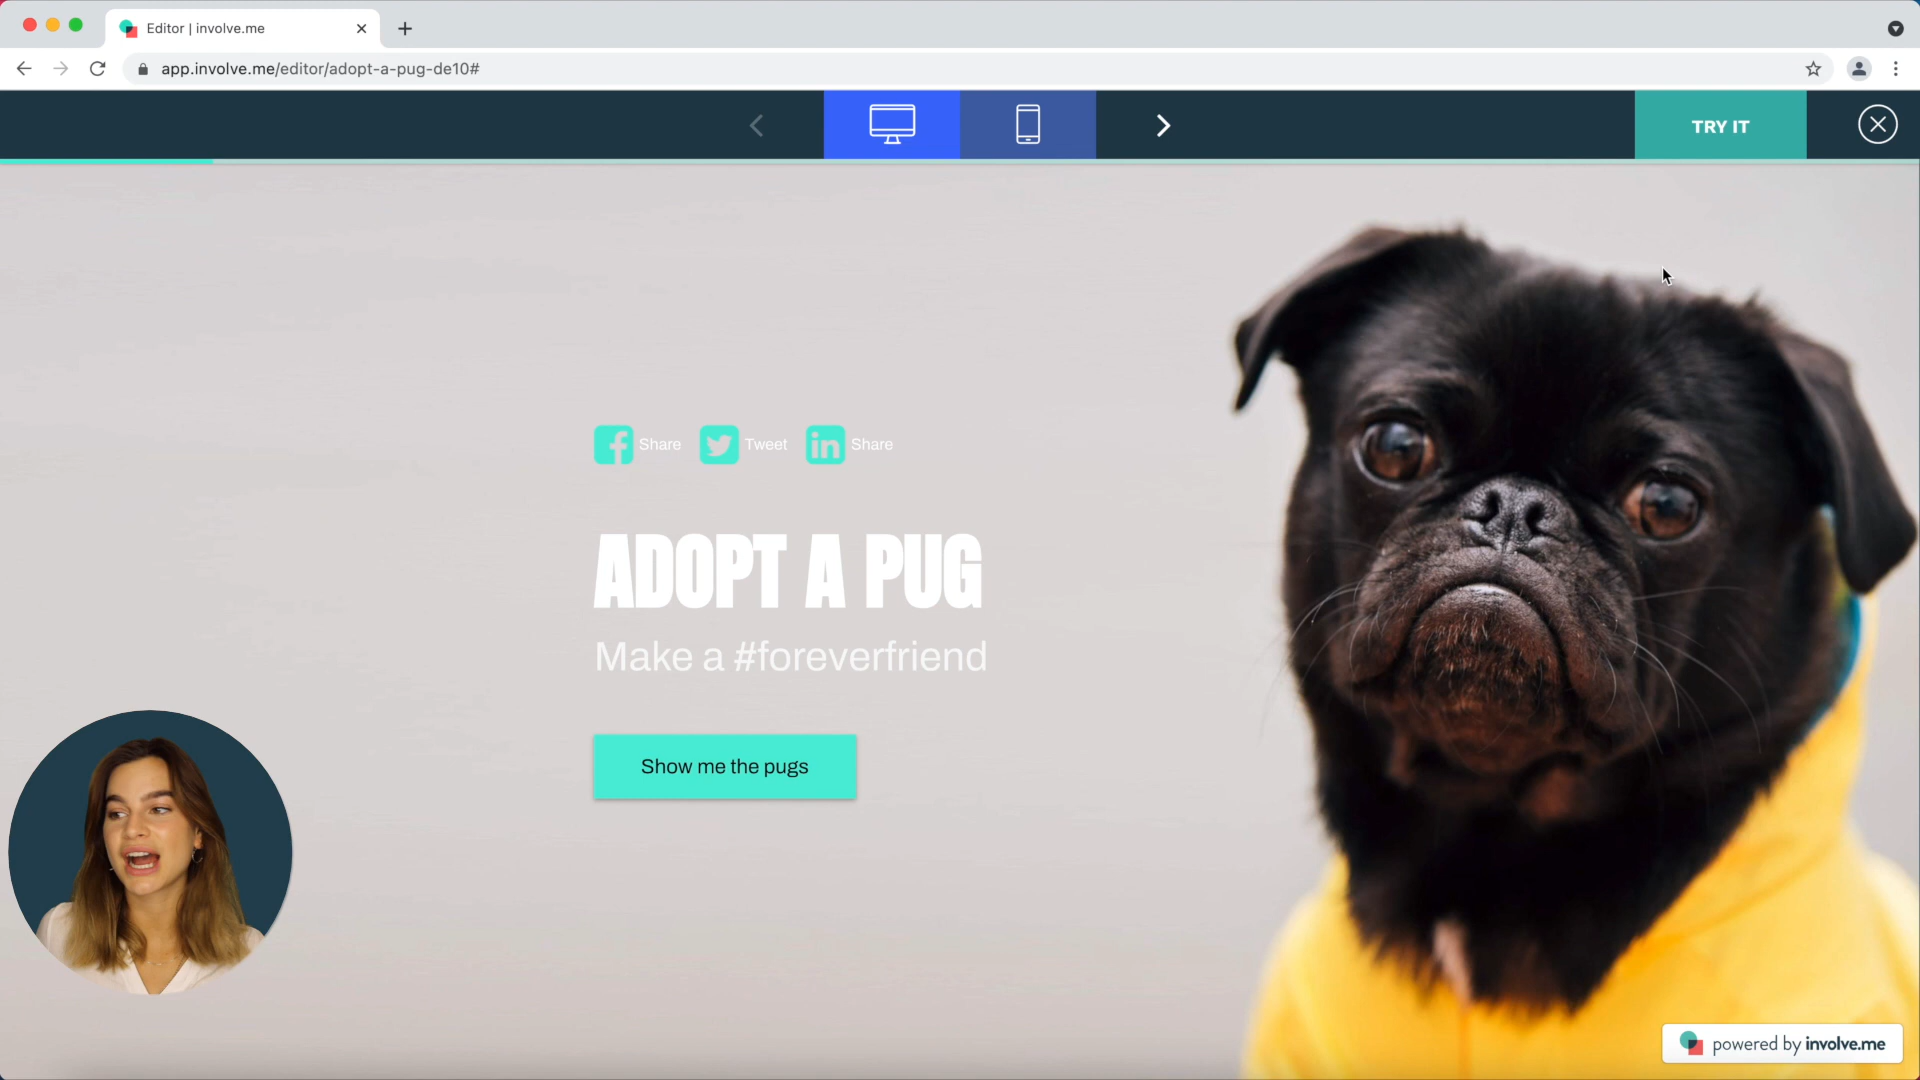 Editor | involve.me
app.involve.me/editor/adopt-a-pug-de10#
TRY IT
Share Tweet Share
ADOPT A PUG
Make a #foreverfriend
Show me the pugs
powered by involve.me